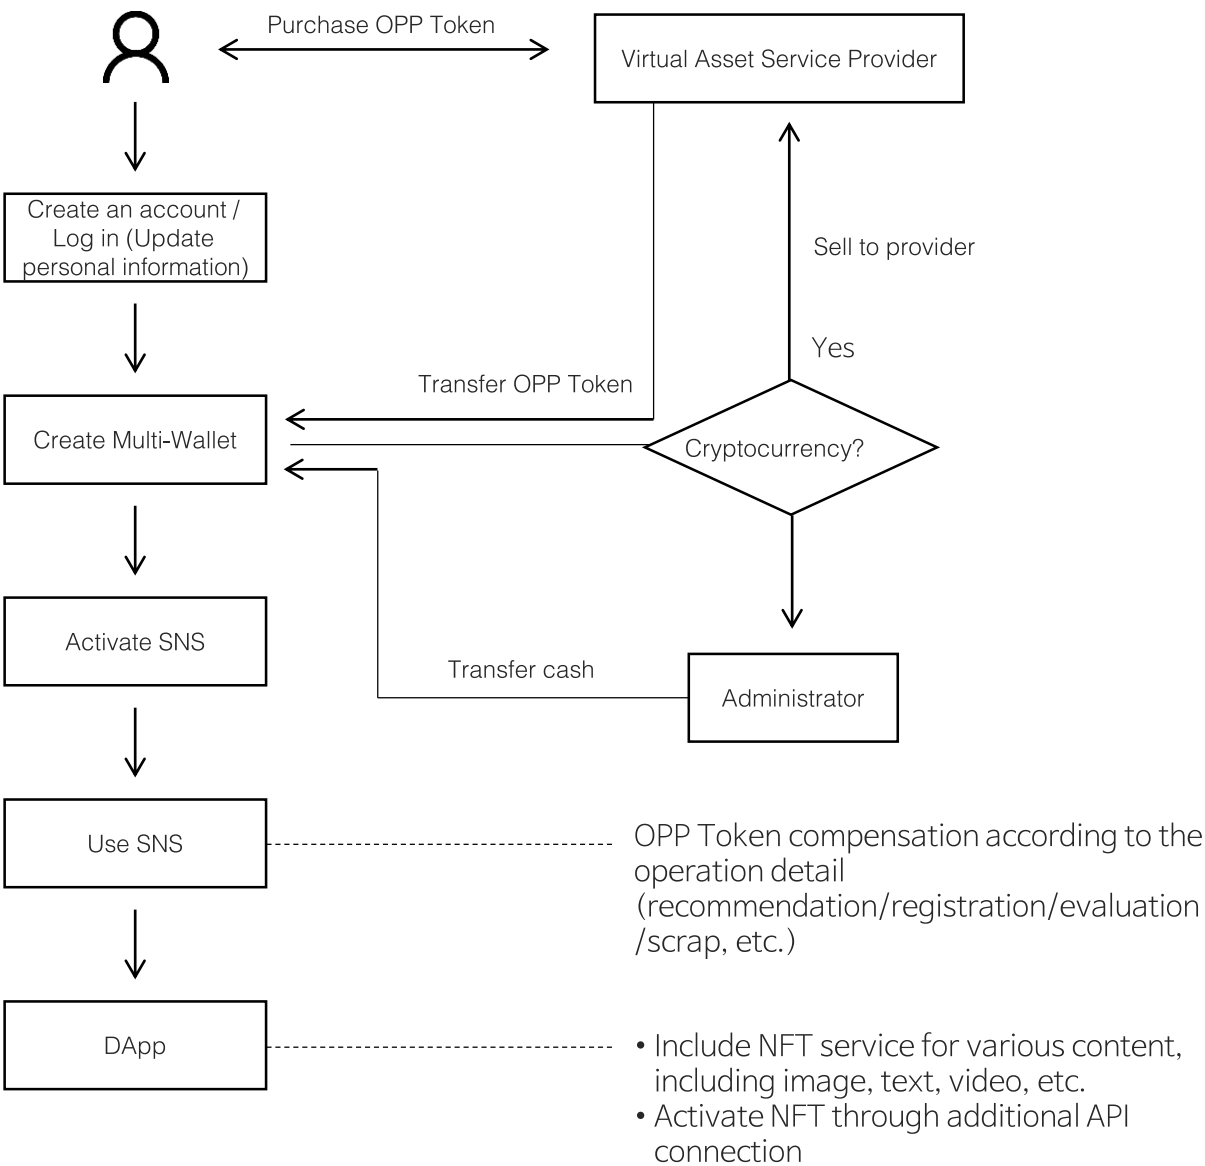 Purchase OPP Token
Virtual Asset Service Provider
Create an account /
Log in (Update
personal information)
Sell to provider
Yes
Transfer OPP Token
Create Multi-Wallet
Cryptocurrency?
Activate SNS
Transfer cash
Administrator
Use SNS
OPP Token compensation according to the
operation detail
(recommendation/registration/evaluation
/scrap, etc.)
DApp
• Include NFT service for various content,
including image, text, video, etc.
• Activate NFT through additional API
connection